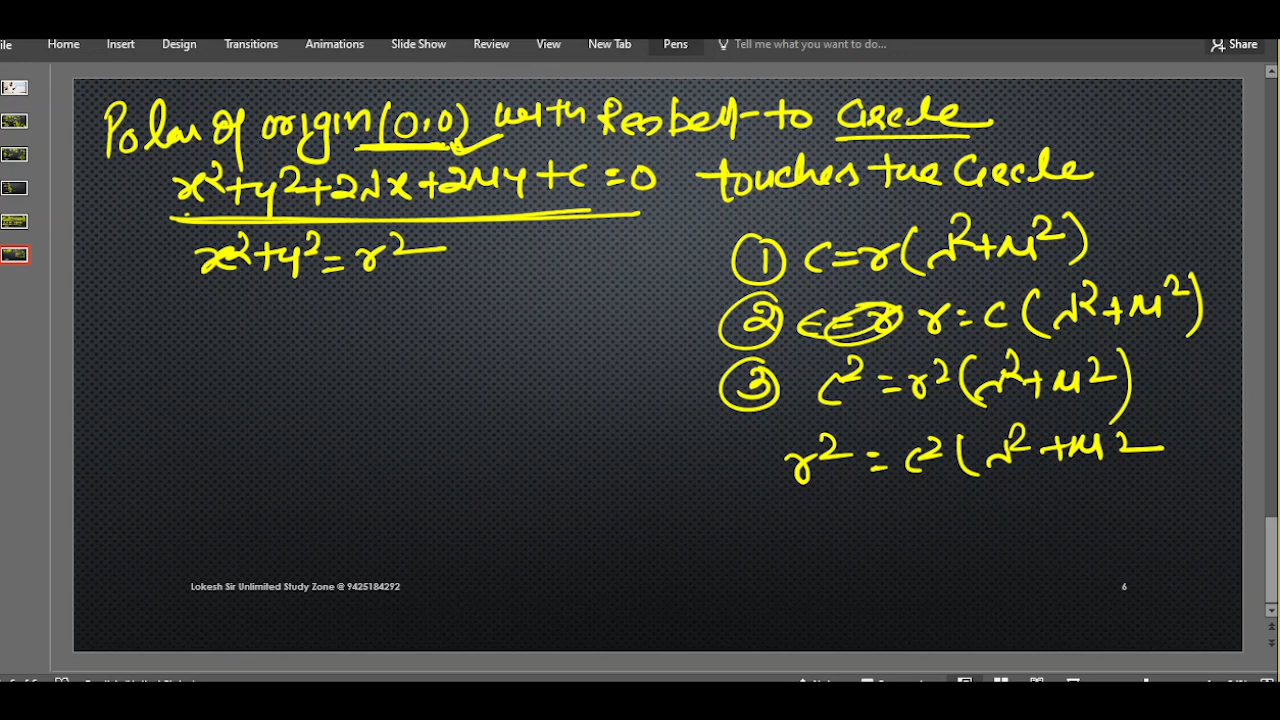 File Home Insert Design Transitions Animations Slide Show Review View New Tab Pens Tell me what you want to do... Share
Polar of origin (0,0) with Respect to Circle
x²+y²+2λx+2μy+c=0 touches the Circle
x²+y²=r²
① c=r(λ²+μ²)
② c=r r=c(λ²+μ²)
③ c²=r²(λ²+μ²)
r²=c²(λ²+μ²
Lokesh Sir Unlimited Study Zone @ 9425184292
6